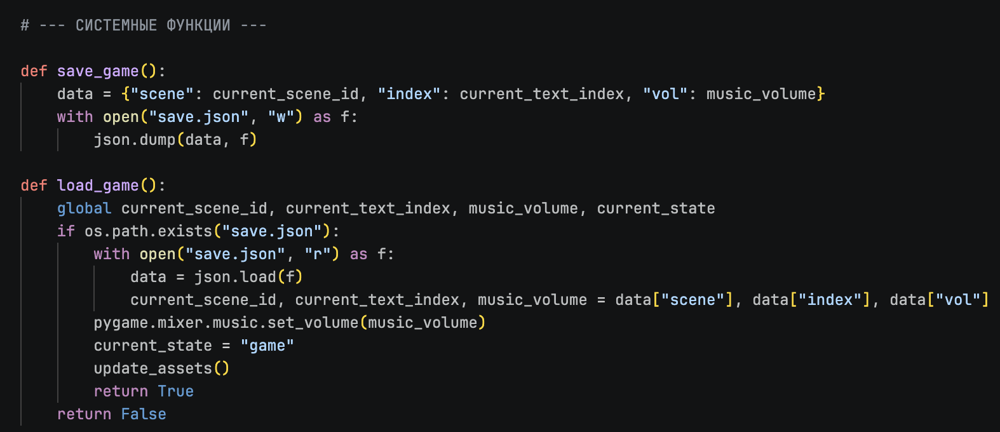 # --- СИСТЕМНЫЕ ФУНКЦИИ ---
def save_game():
    data = {"scene": current_scene_id, "index": current_text_index, "vol": music_volume}
    with open("save.json", "w") as f:
        json.dump(data, f)
def load_game():
    global current_scene_id, current_text_index, music_volume, current_state
    if os.path.exists("save.json"):
        with open("save.json", "r") as f:
            data = json.load(f)
            current_scene_id, current_text_index, music_volume = data["scene"], data["index"], data["vol"]
        pygame.mixer.music.set_volume(music_volume)
        current_state = "game"
        update_assets()
        return True
    return False